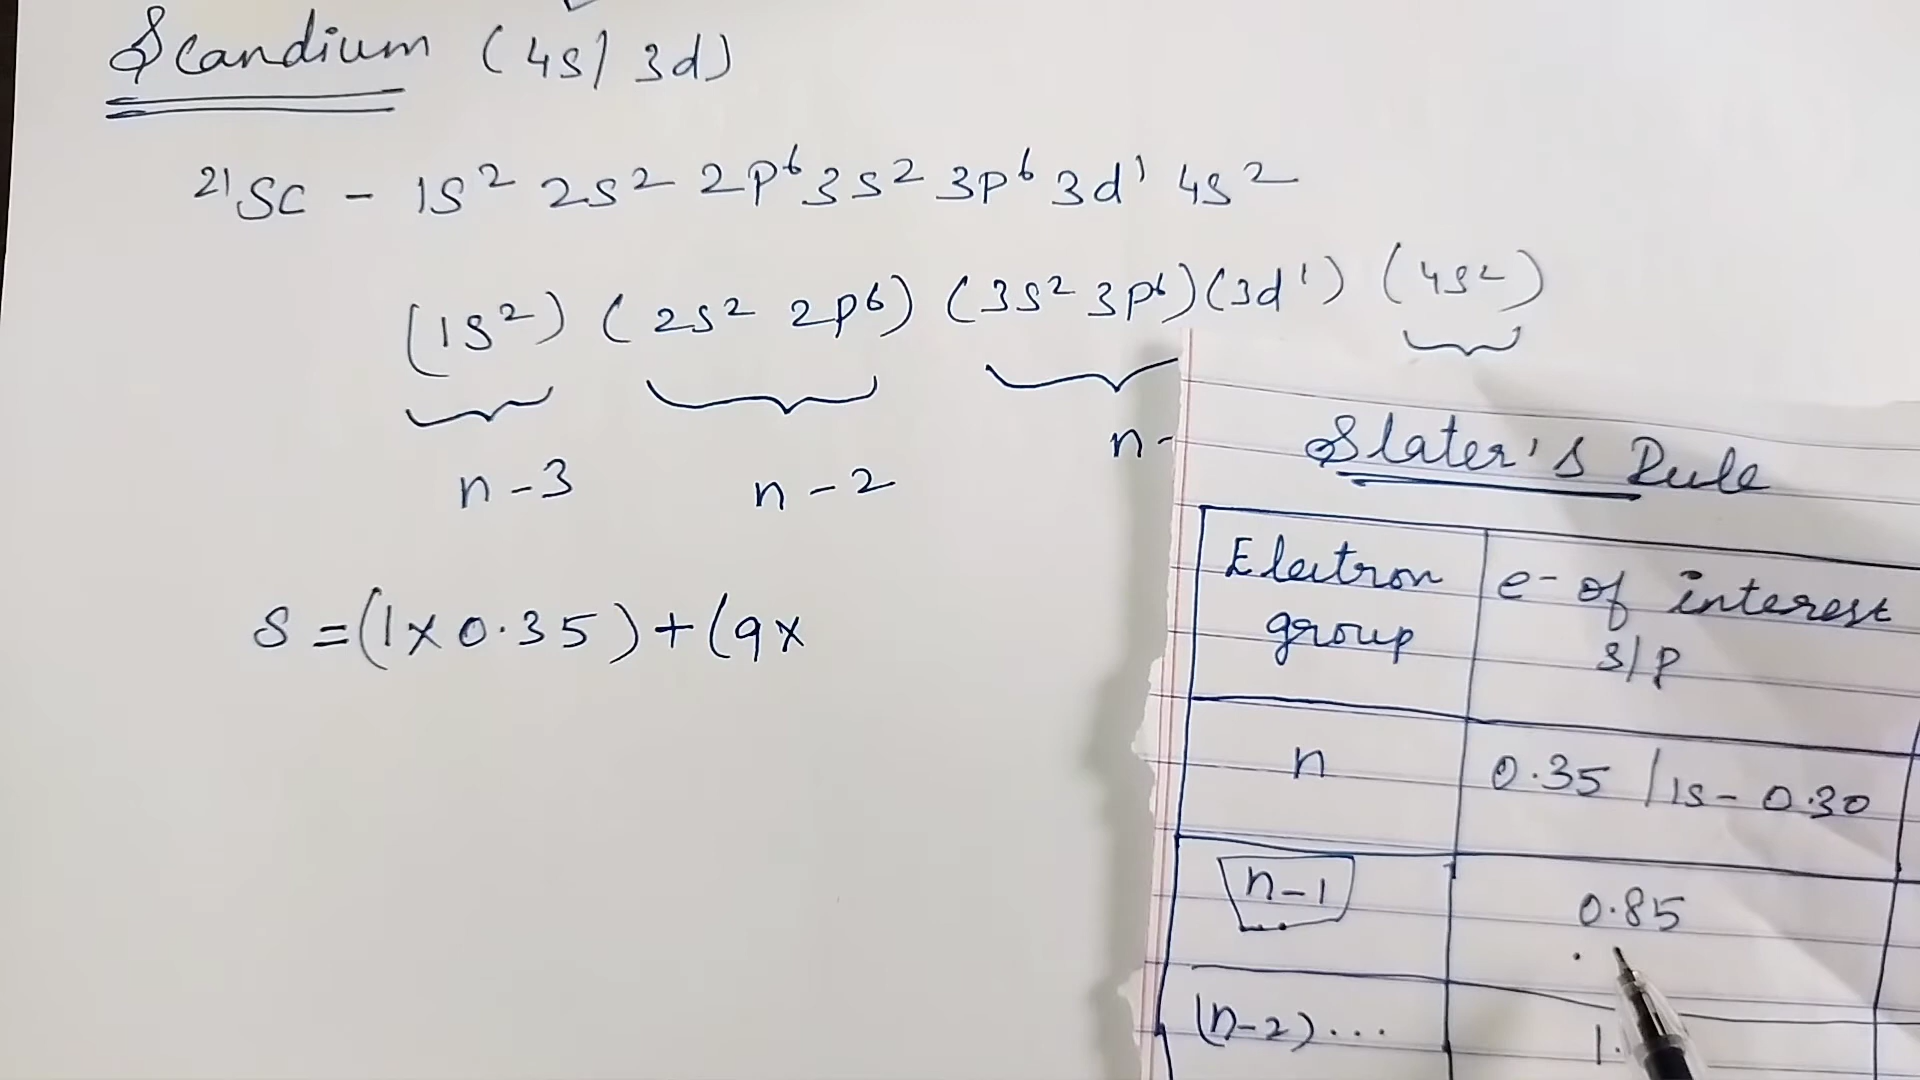 Scandium (4s/3d)
²¹Sc - 1s² 2s² 2p⁶ 3s² 3p⁶ 3d¹ 4s²
(1s²) (2s² 2p⁶) (3s² 3p⁶) (3d¹) (4s²)
n-3 n-2 n-
S = (1 × 0.35) + (9 ×
Slater's Rule
Electron group
e- of interest s/p
n 0.35 / 1s - 0.30
n-1 0.85
(n-2)... 1.